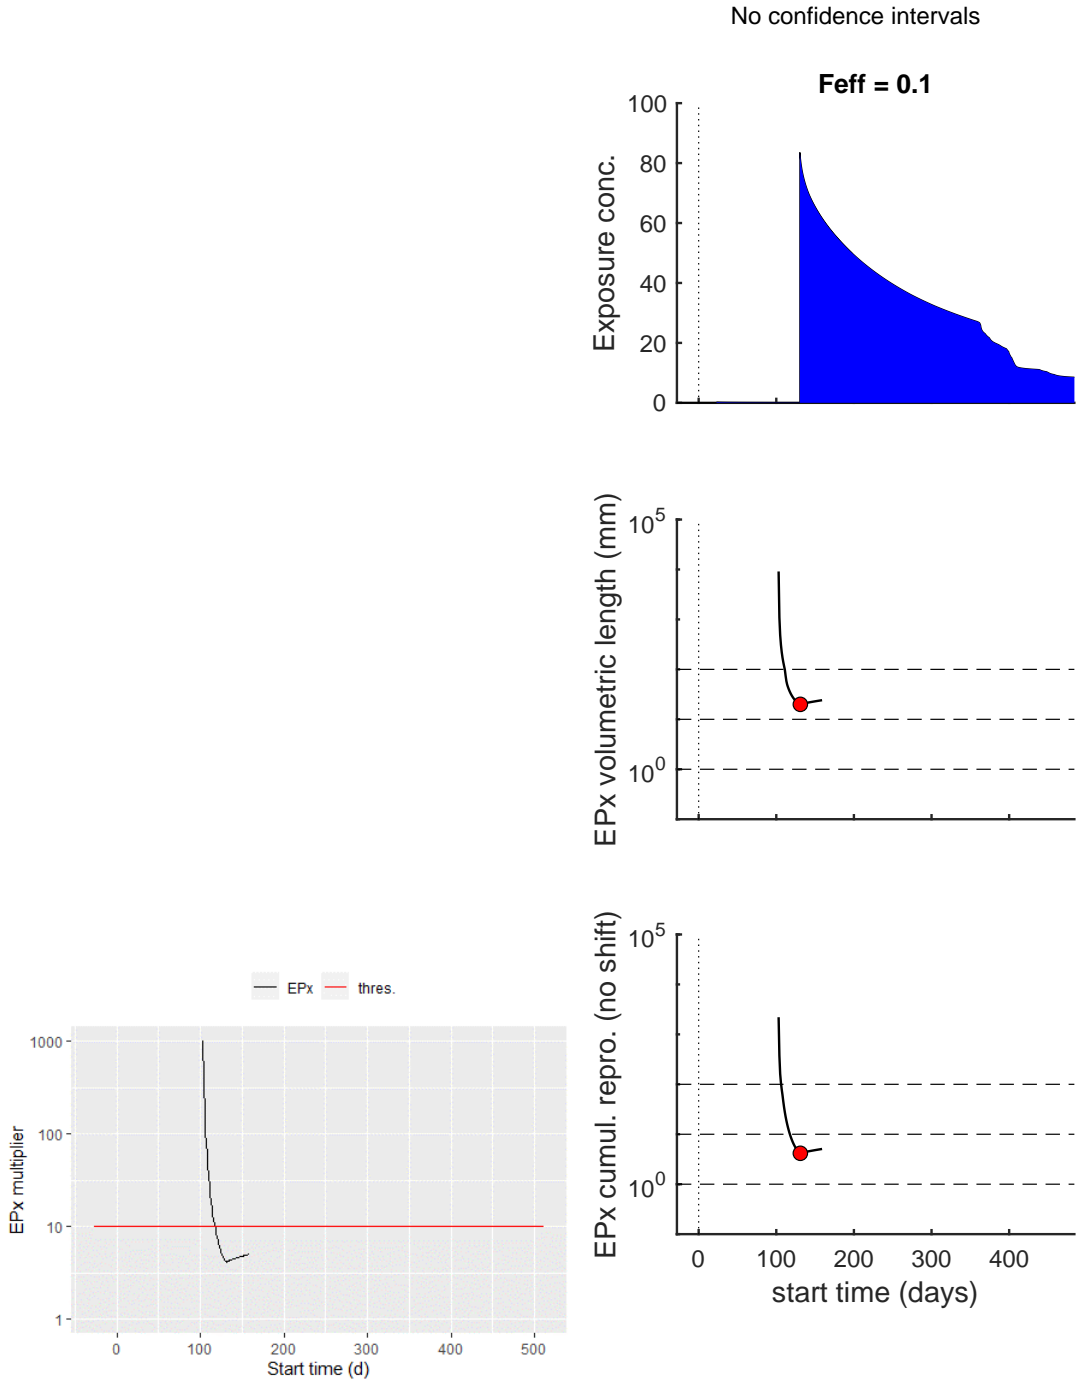 No confidence intervals
Feff = 0.1
Exposure conc.
100
80
60
40
20
0
EPx volumetric length (mm)
10^5
10^0
EPx cumul. repro. (no shift)
10^5
10^0
0 100 200 300 400
start time (days)
EPx thres.
EPx multiplier
1000
100
10
1
0 100 200 300 400 500
Start time (d)